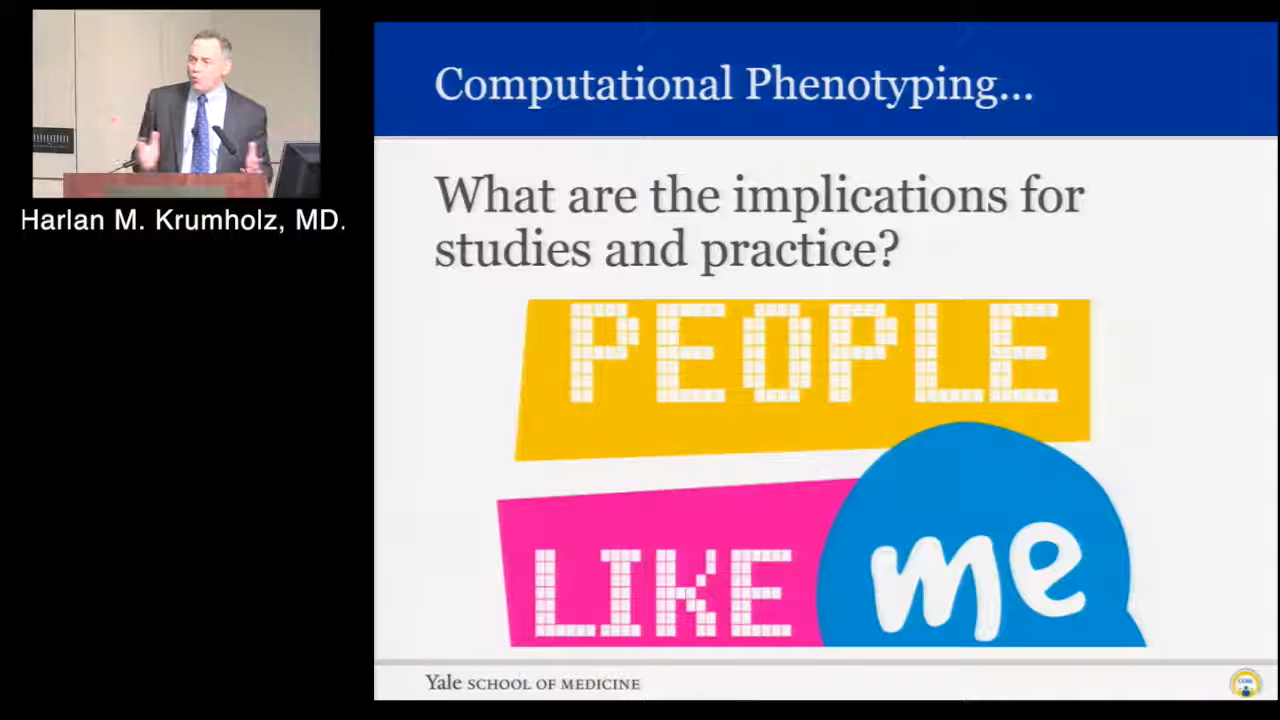 Computational Phenotyping...
What are the implications for
studies and practice?
PEOPLE
LIKE me
Harlan M. Krumholz, MD.
Yale SCHOOL OF MEDICINE